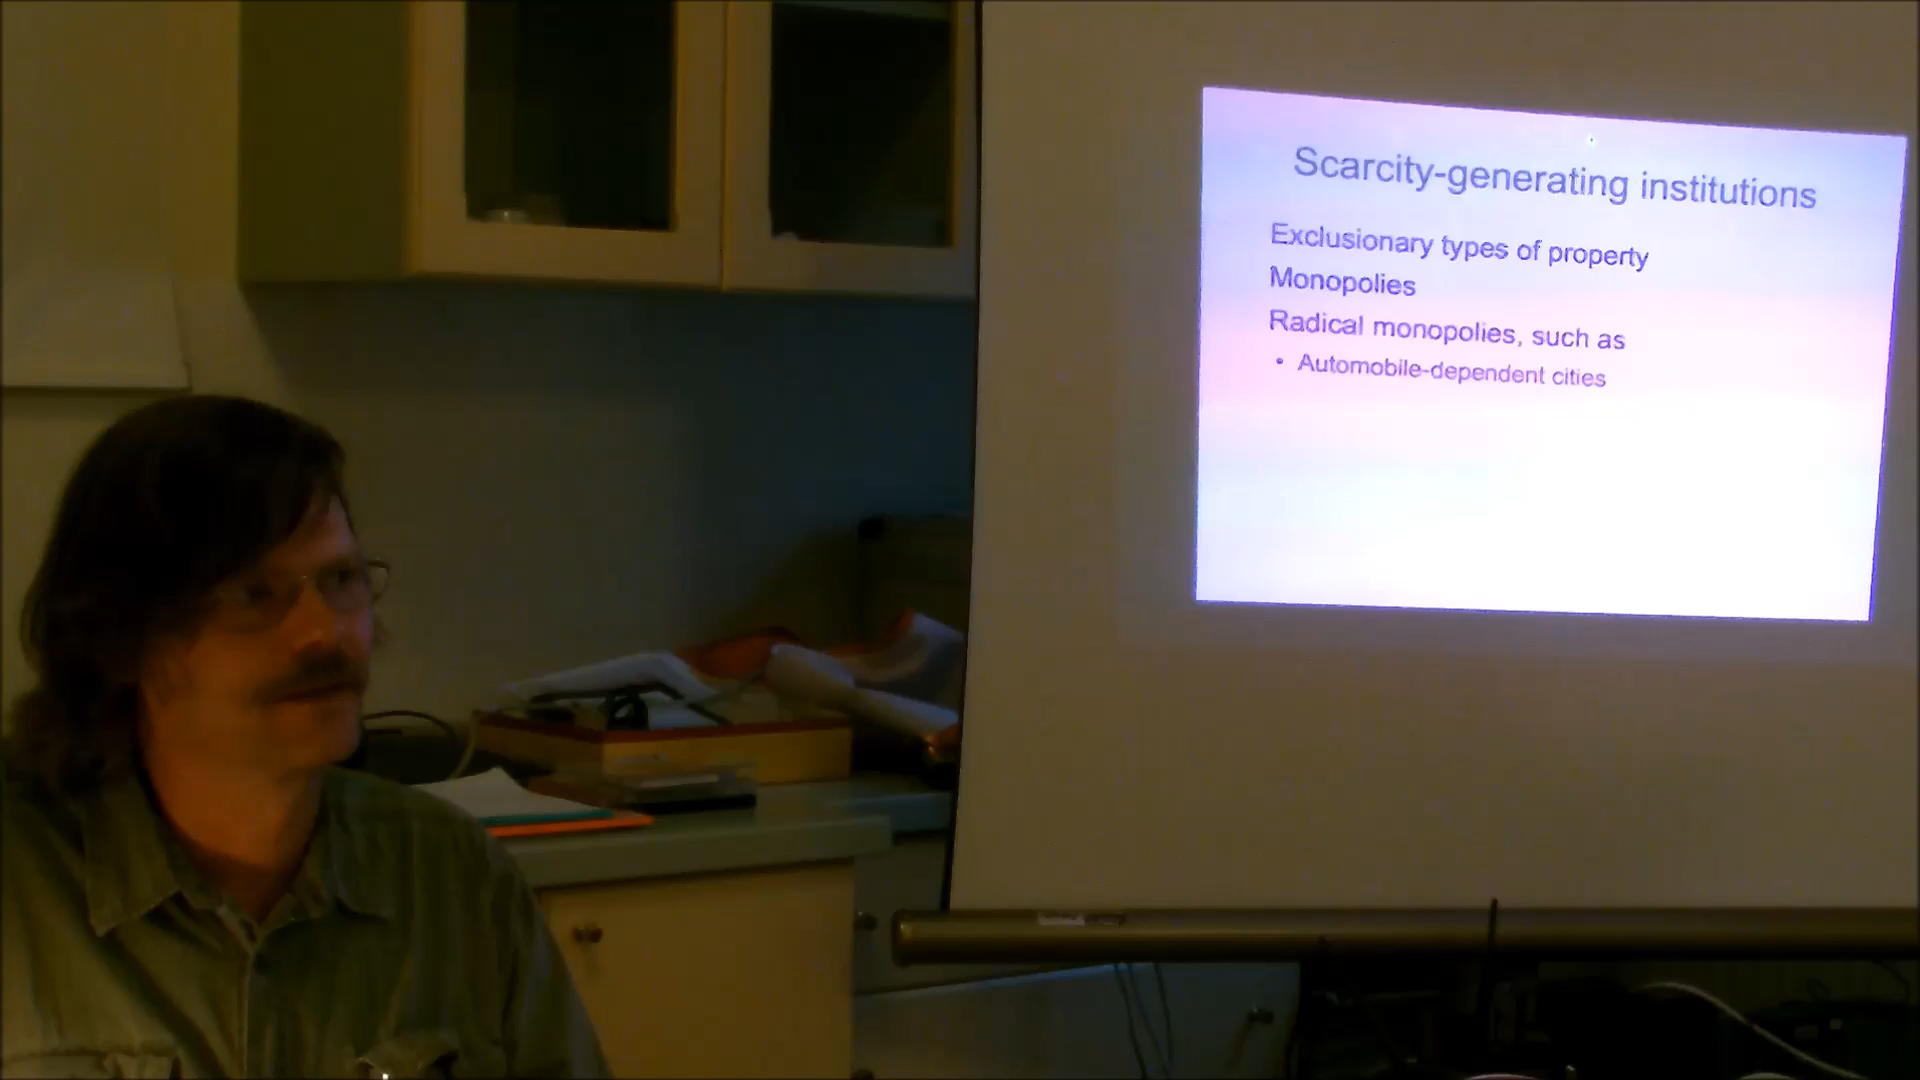 Scarcity-generating institutions
Exclusionary types of property
Monopolies
Radical monopolies, such as
• Automobile-dependent cities